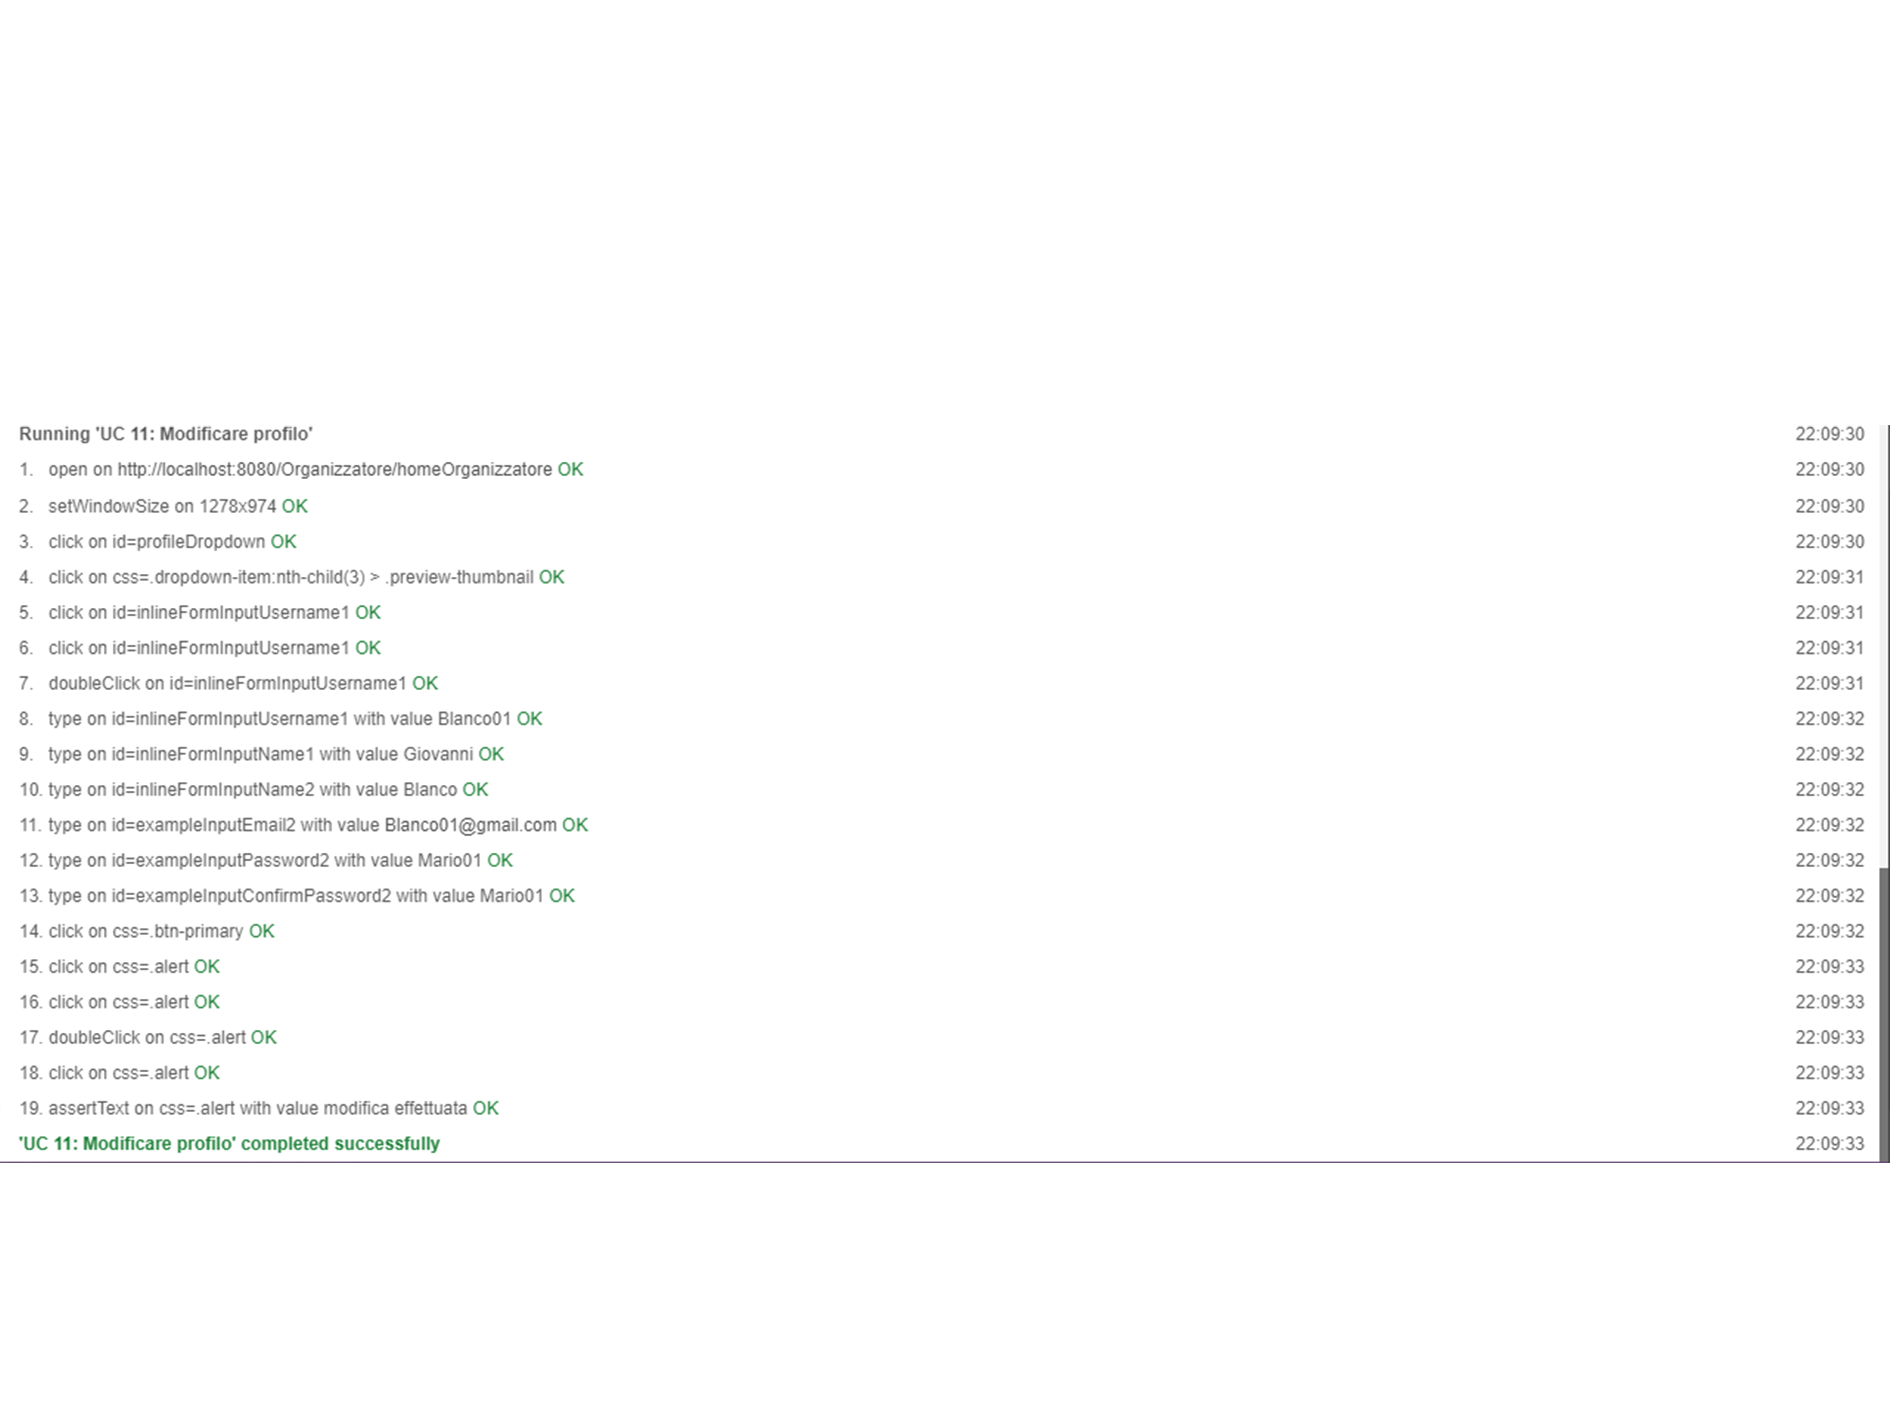 Running 'UC 11: Modificare profilo' 22:09:30
1. open on http://localhost:8080/Organizzatore/homeOrganizzatore OK 22:09:30
2. setWindowSize on 1278x974 OK 22:09:30
3. click on id=profileDropdown OK 22:09:30
4. click on css=.dropdown-item:nth-child(3) > .preview-thumbnail OK 22:09:31
5. click on id=inlineFormInputUsername1 OK 22:09:31
6. click on id=inlineFormInputUsername1 OK 22:09:31
7. doubleClick on id=inlineFormInputUsername1 OK 22:09:31
8. type on id=inlineFormInputUsername1 with value Blanco01 OK 22:09:32
9. type on id=inlineFormInputName1 with value Giovanni OK 22:09:32
10. type on id=inlineFormInputName2 with value Blanco OK 22:09:32
11. type on id=exampleInputEmail2 with value Blanco01@gmail.com OK 22:09:32
12. type on id=exampleInputPassword2 with value Mario01 OK 22:09:32
13. type on id=exampleInputConfirmPassword2 with value Mario01 OK 22:09:32
14. click on css=.btn-primary OK 22:09:32
15. click on css=.alert OK 22:09:33
16. click on css=.alert OK 22:09:33
17. doubleClick on css=.alert OK 22:09:33
18. click on css=.alert OK 22:09:33
19. assertText on css=.alert with value modifica effettuata OK 22:09:33
'UC 11: Modificare profilo' completed successfully 22:09:33